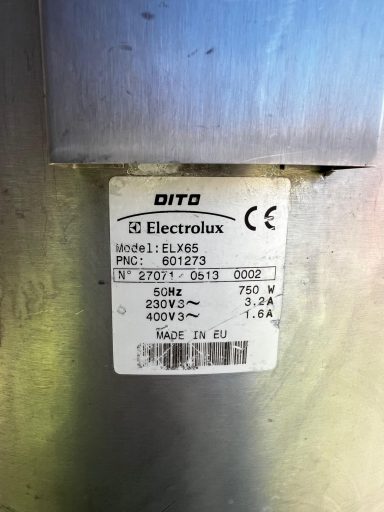 DITO
Electrolux CE
Model:ELX65
PNC: 601273
N° 27071 0513 0002
50Hz 750 W
230V3~ 3.2A
400V3~ 1.6A
MADE IN EU